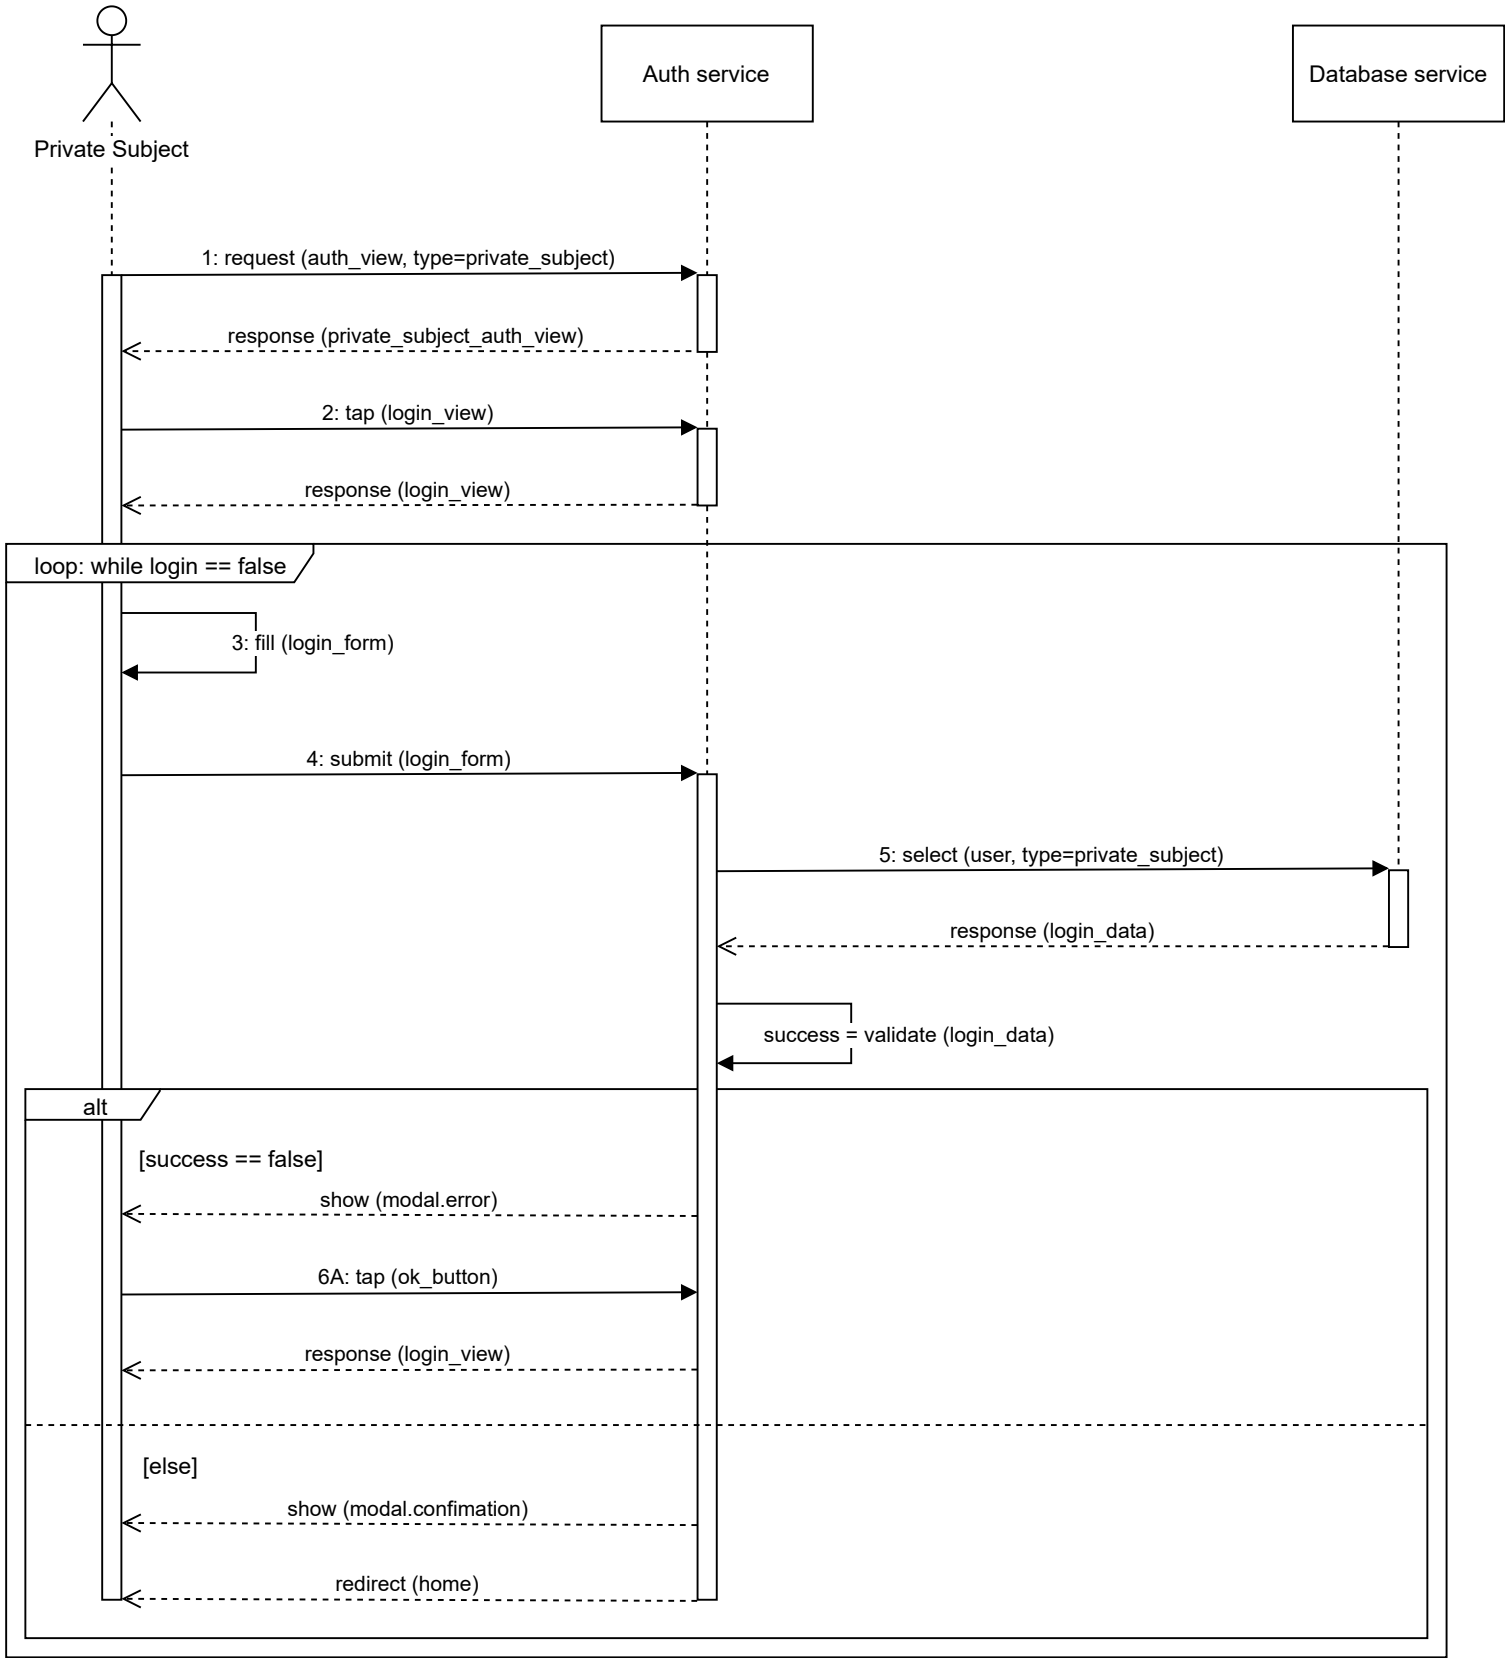 Auth service
Database service
Private Subject
1: request (auth_view, type=private_subject)
response (private_subject_auth_view)
2: tap (login_view)
response (login_view)
loop: while login == false
3: fill (login_form)
4: submit (login_form)
5: select (user, type=private_subject)
response (login_data)
success = validate (login_data)
alt
[success == false]
show (modal.error)
6A: tap (ok_button)
response (login_view)
[else]
show (modal.confimation)
redirect (home)